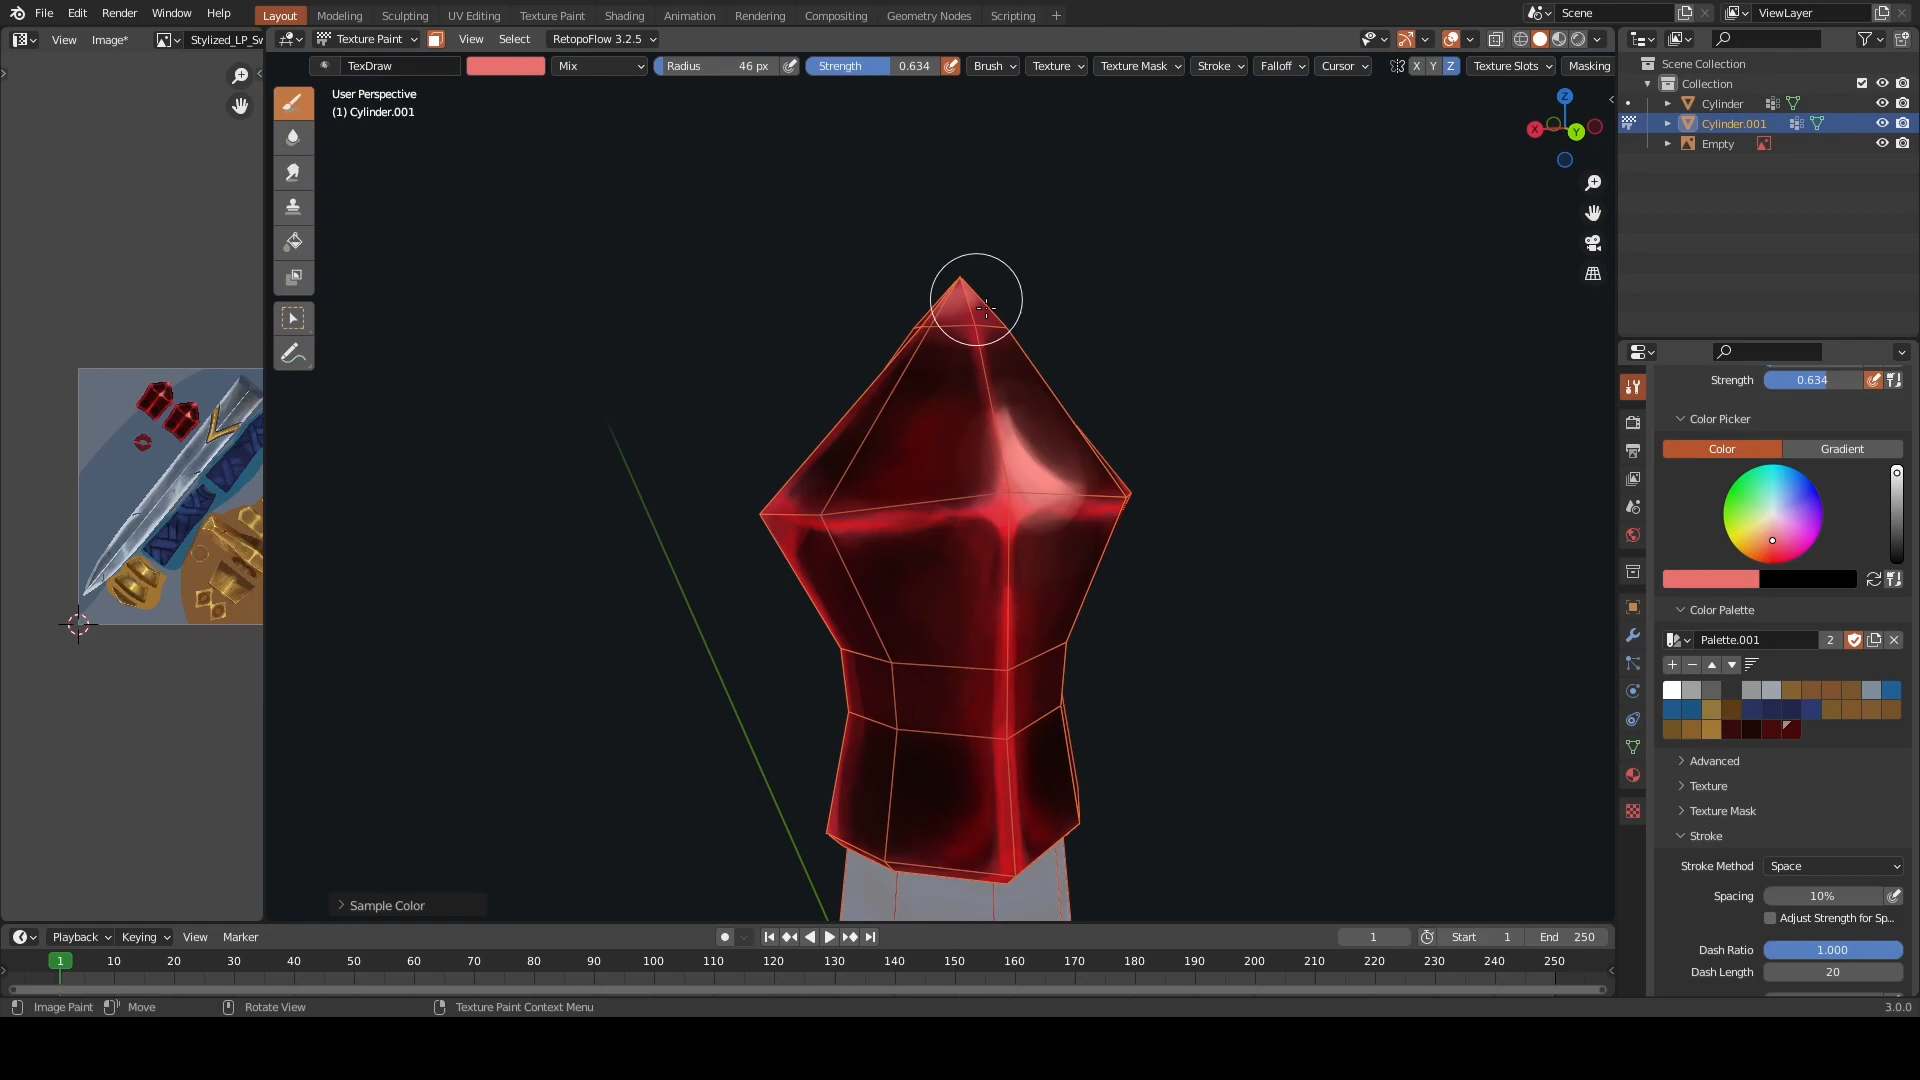 File Edit Render Window Help Layout Modeling Sculpting UV Editing Texture Paint Shading Animation Rendering Compositing Geometry Nodes Scripting + Scene ViewLayer
View Image* Stylized_LP_Sw Texture Paint View Select RetopoFlow 3.2.5
TexDraw Mix Radius 46 px Strength 0.634 Brush Texture Texture Mask Stroke Falloff Cursor X Y Z Texture Slots Masking
User Perspective
(1) Cylinder.001
Z
X
Y
Scene Collection
Collection
Cylinder
Cylinder.001
Empty
Strength 0.634
Color Picker
Color Gradient
Color Palette
Palette.001 2
Advanced
Texture
Texture Mask
Stroke
Stroke Method Space
Spacing 10%
Adjust Strength for Sp...
Dash Ratio 1.000
Dash Length 20
Sample Color
Playback Keying View Marker 1 Start 1 End 250
1 10 20 30 40 50 60 70 80 90 100 110 120 130 140 150 160 170 180 190 200 210 220 230 240 250
Image Paint Move Rotate View Texture Paint Context Menu 3.0.0